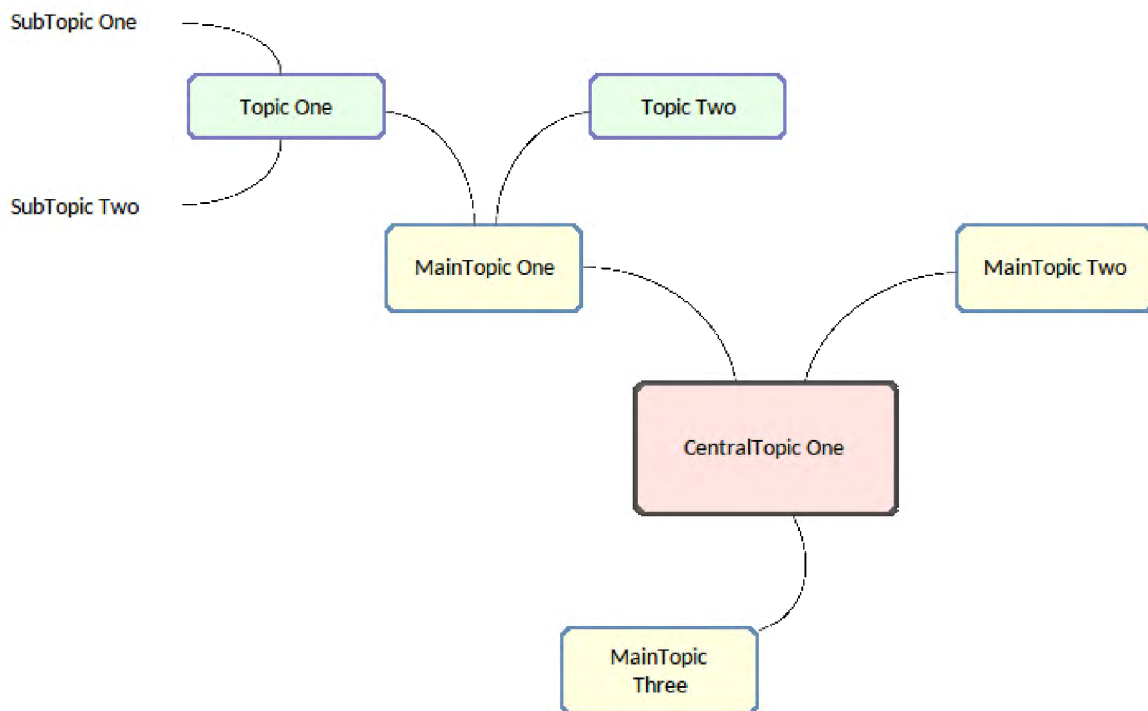 SubTopic One
Topic One
Topic Two
SubTopic Two
MainTopic One
MainTopic Two
CentralTopic One
MainTopic
Three